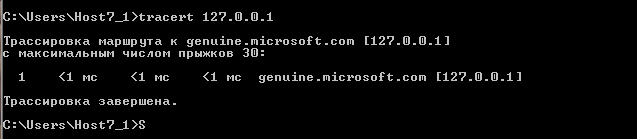 C:\Users\Host7_1>tracert 127.0.0.1
Трассировка маршрута к genuine.microsoft.com [127.0.0.1]
с максимальным числом прыжков 30:
1 <1 мс <1 мс <1 мс genuine.microsoft.com [127.0.0.1]
Трассировка завершена.
C:\Users\Host7_1>S